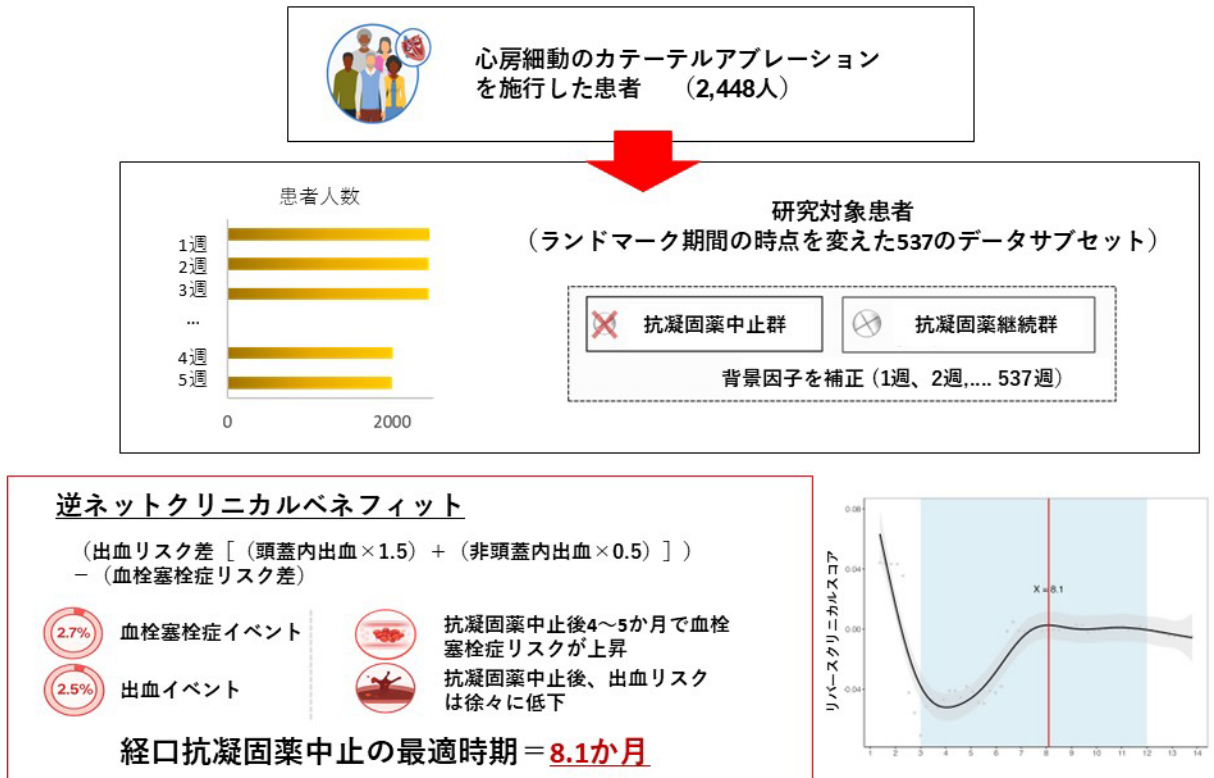 心房細動のカテーテルアブレーション
を施行した患者 （2,448人）
患者人数
1週
2週
3週
...
4週
5週
0
2000
研究対象患者
（ランドマーク期間の時点を変えた537のデータサブセット）
抗凝固薬中止群
抗凝固薬継続群
背景因子を補正 (1週、2週,.... 537週)
逆ネットクリニカルベネフィット
（出血リスク差［（頭蓋内出血×1.5）＋（非頭蓋内出血×0.5）］）
－（血栓塞栓症リスク差）
2.7%
血栓塞栓症イベント
2.5%
出血イベント
抗凝固薬中止後4～5か月で血栓
塞栓症リスクが上昇
抗凝固薬中止後、出血リスク
は徐々に低下
経口抗凝固薬中止の最適時期＝8.1か月
リバースクリニカルスコア
0.08
0.04
0.00
-0.04
X = 8.1
1 2 3 4 5 6 7 8 9 10 11 12 13 14